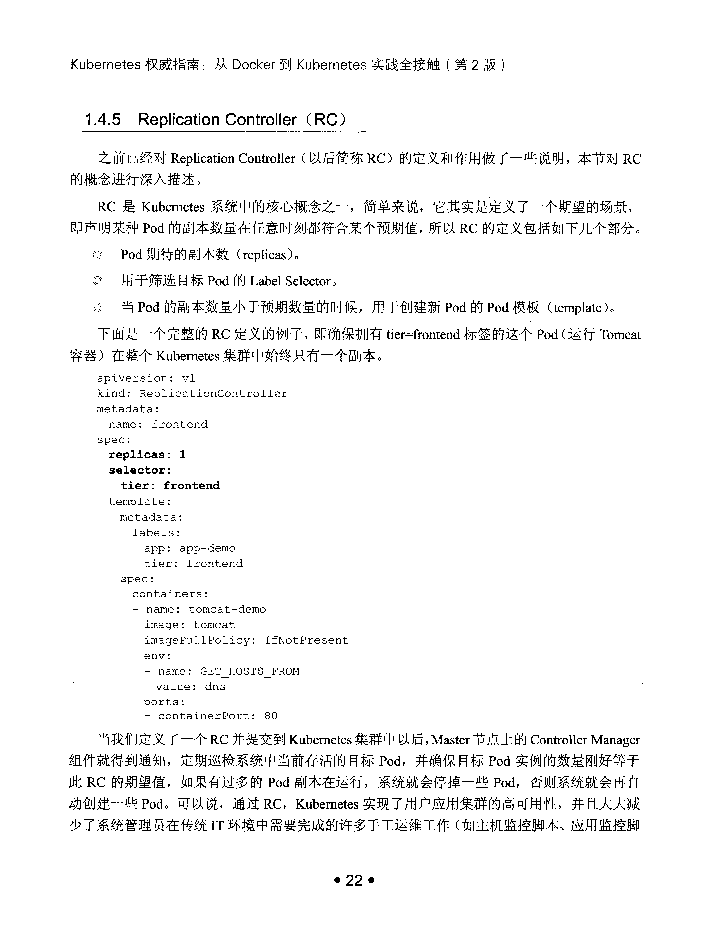 Kubernetes 权威指南：从 Docker 到 Kubernetes 实践全接触（第 2 版）
1.4.5 Replication Controller（RC）
之前已经对 Replication Controller（以后简称 RC）的定义和作用做了一些说明，本节对 RC
的概念进行深入描述。
RC 是 Kubernetes 系统中的核心概念之一，简单来说，它其实是定义了一个期望的场景，
即声明某种 Pod 的副本数量在任意时刻都符合某个预期值，所以 RC 的定义包括如下几个部分。
Pod 期待的副本数（replicas）。
用于筛选目标 Pod 的 Label Selector。
当 Pod 的副本数量小于预期数量的时候，用于创建新 Pod 的 Pod 模板（template）。
下面是一个完整的 RC 定义的例子，即确保拥有 tier=frontend 标签的这个 Pod（运行 Tomcat
容器）在整个 Kubernetes 集群中始终只有一个副本。
apiVersion: v1
kind: ReplicationController
metadata:
name: frontend
spec:
replicas: 1
selector:
tier: frontend
template:
metadata:
labels:
app: app-demo
tier: frontend
spec:
containers:
- name: tomcat-demo
image: tomcat
imagePullPolicy: IfNotPresent
env:
- name: GET_HOSTS_FROM
value: dns
ports:
- containerPort: 80
当我们定义了一个 RC 并提交到 Kubernetes 集群中以后，Master 节点上的 Controller Manager
组件就得到通知，定期巡检系统中当前存活的目标 Pod，并确保目标 Pod 实例的数量刚好等于
此 RC 的期望值，如果有过多的 Pod 副本在运行，系统就会停掉一些 Pod，否则系统就会再自
动创建一些 Pod。可以说，通过 RC，Kubernetes 实现了用户应用集群的高可用性，并且大大减
少了系统管理员在传统 IT 环境中需要完成的许多手工运维工作（如主机监控脚本、应用监控脚
• 22 •